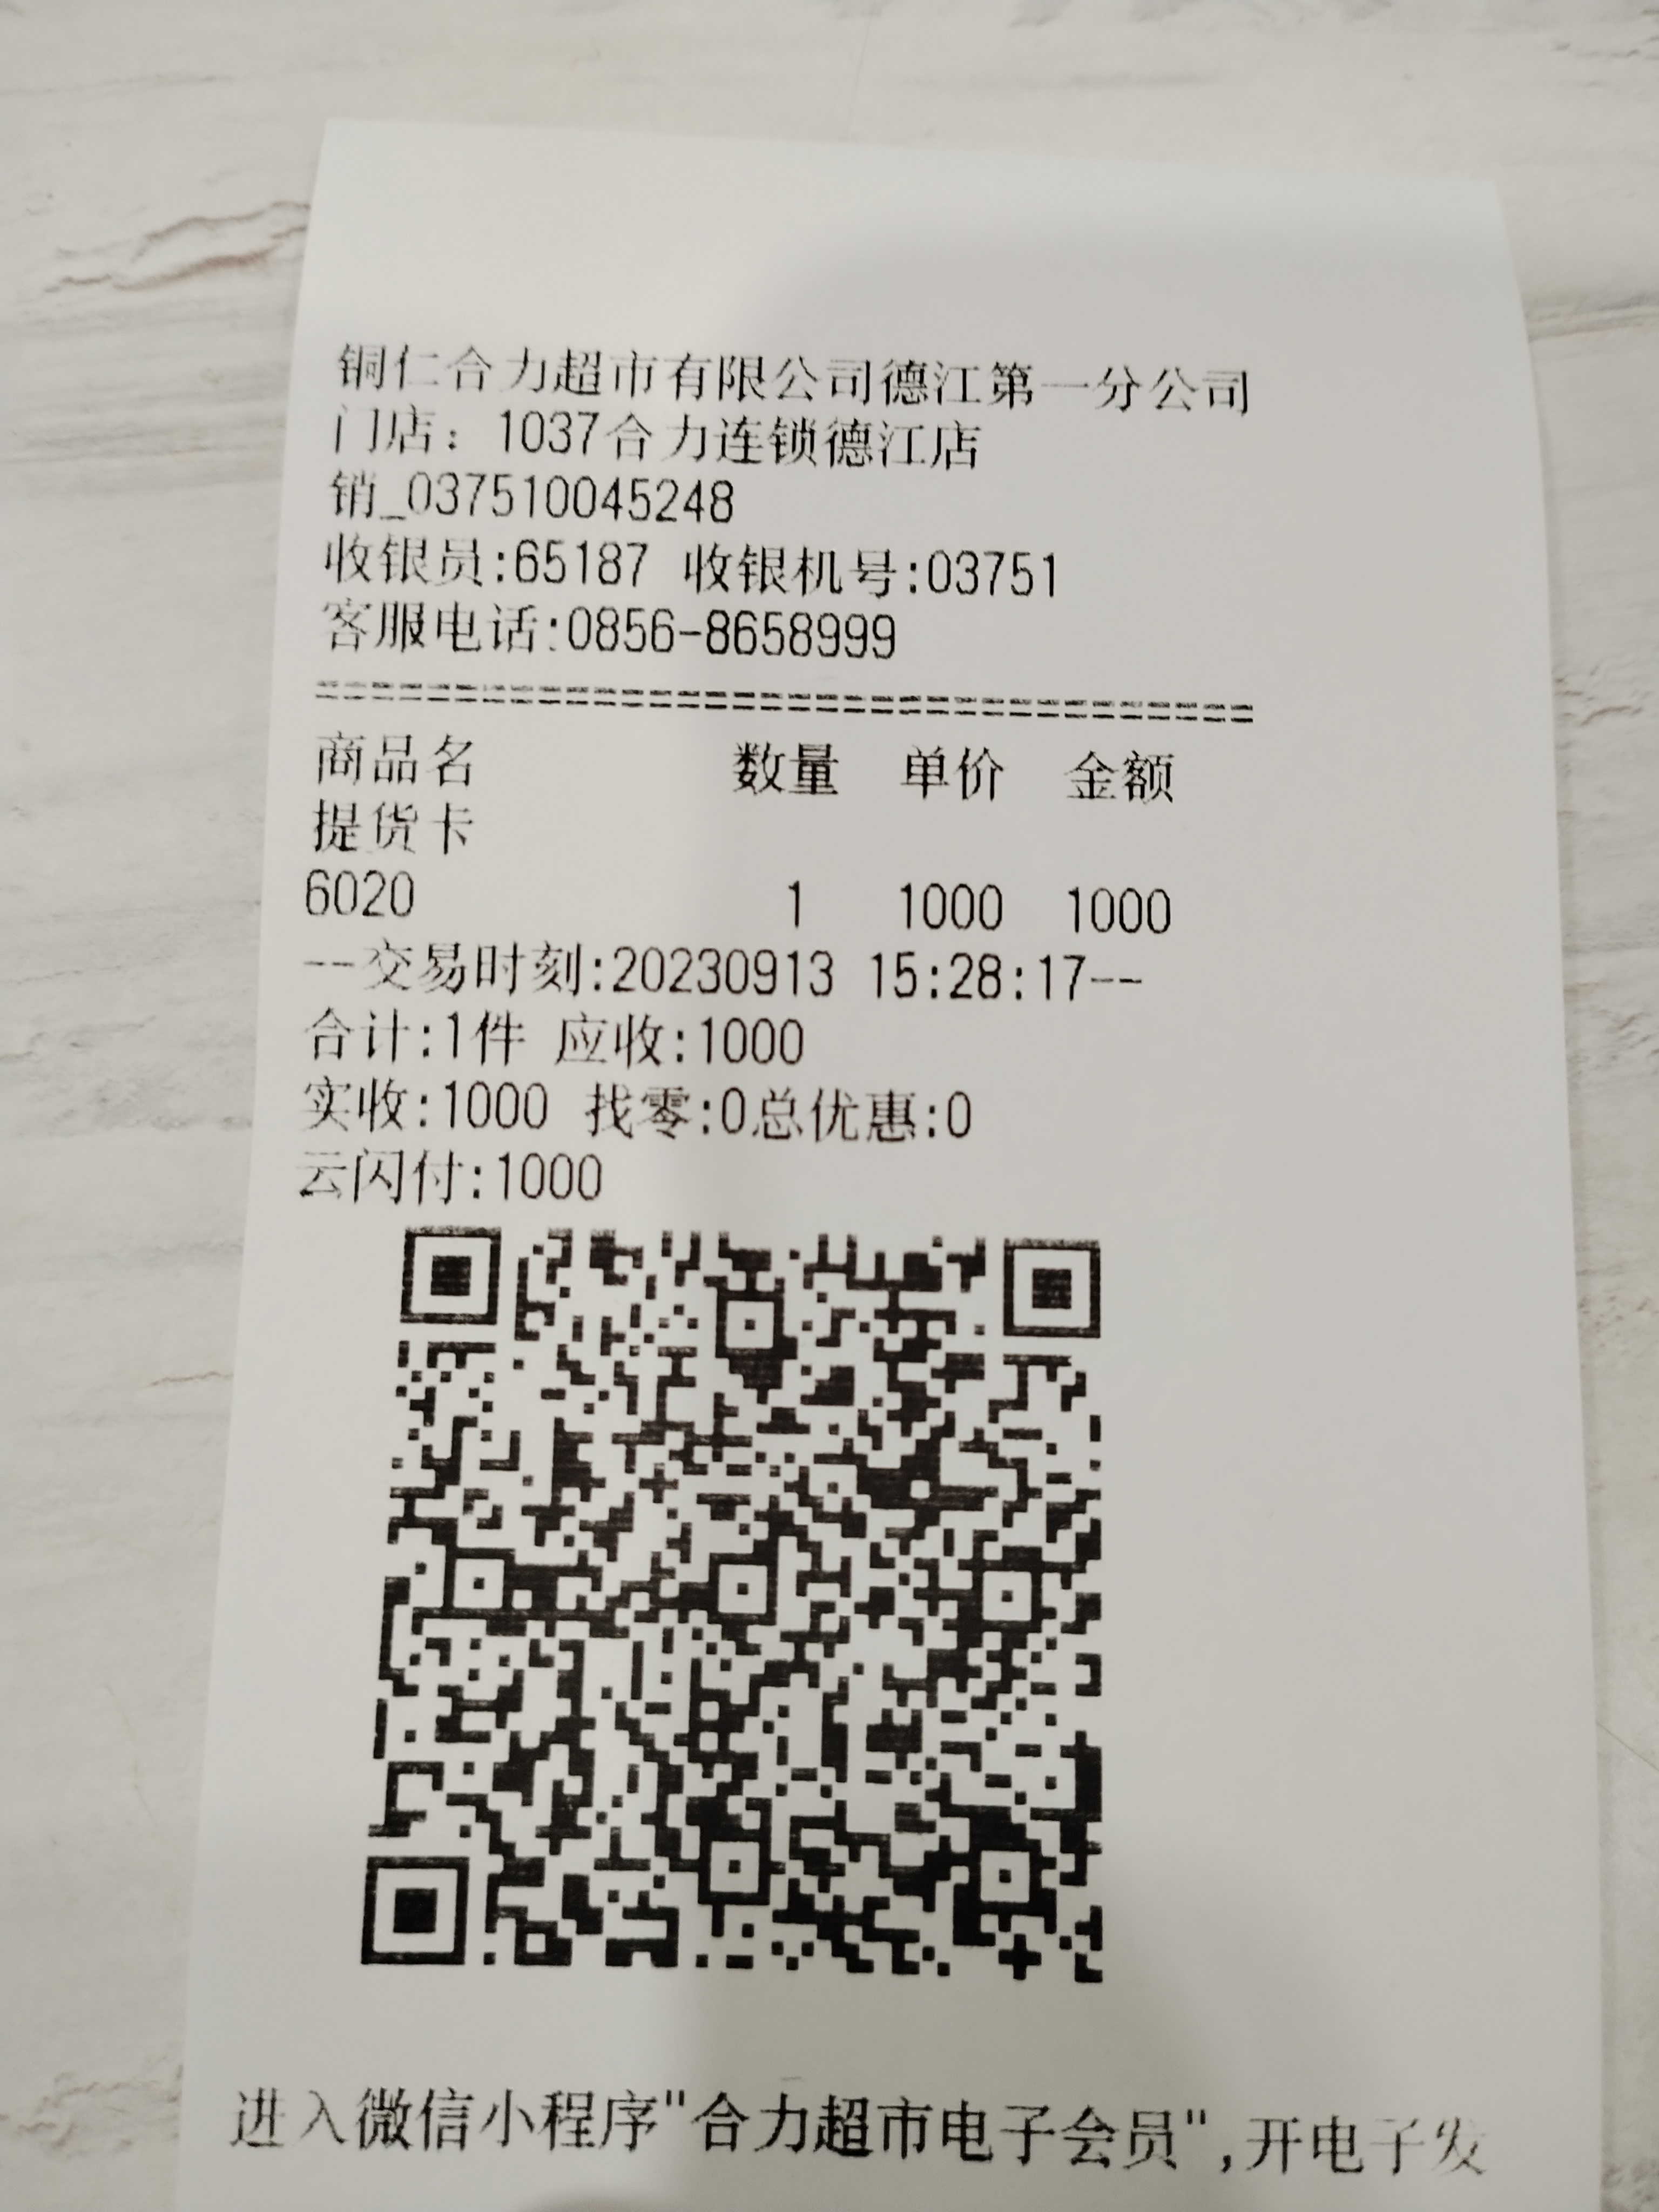 铜仁合力超市有限公司德江第一分公司
门店：1037合力连锁德江店
销_037510045248
收银员:65187 收银机号:03751
客服电话:0856-8658999
==================================
商品名 数量 单价 金额
提货卡
6020 1 1000 1000
--交易时刻:20230913 15:28:17--
合计:1件 应收:1000
实收:1000 找零:0总优惠:0
云闪付:1000
进入微信小程序"合力超市电子会员",开电子发